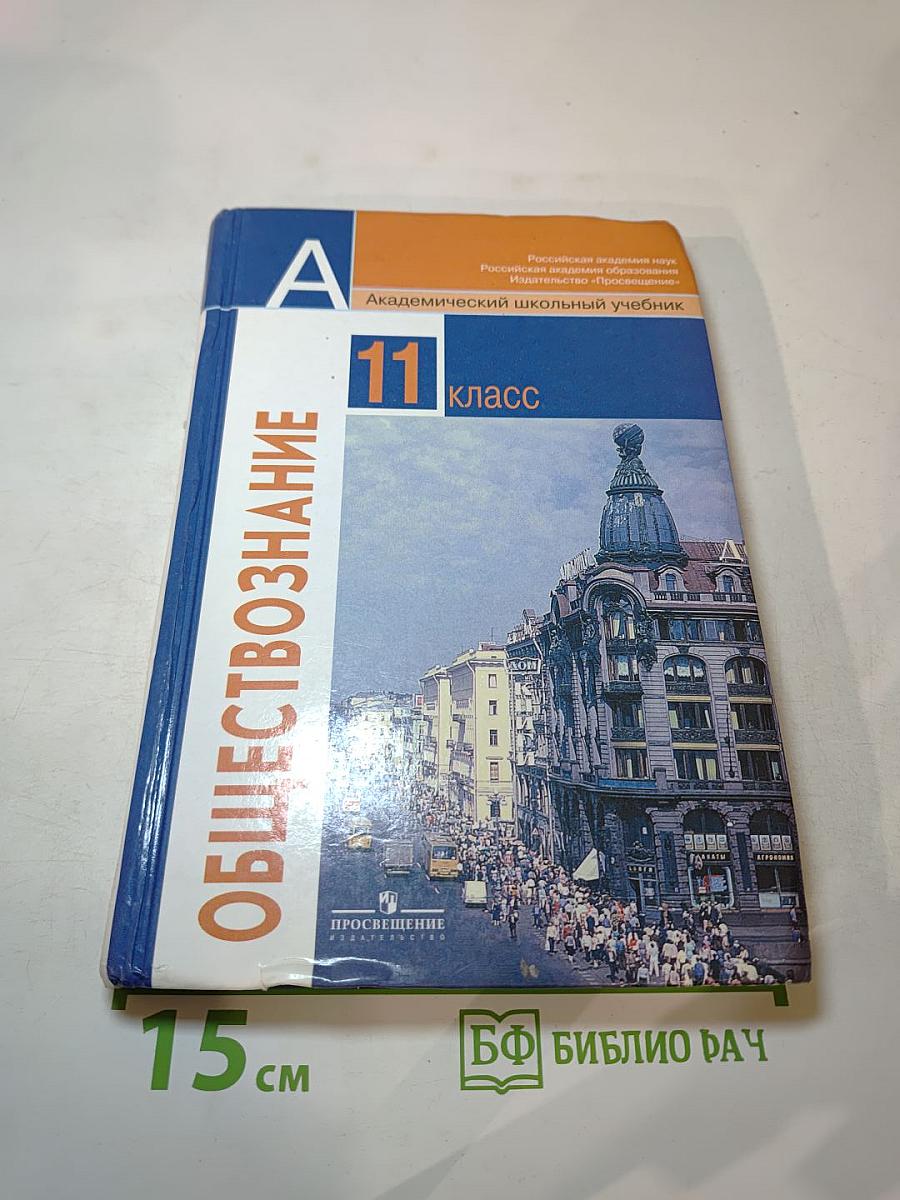 А
Российская академия наук
Российская академия образования
Издательство «Просвещение»
Академический школьный учебник
11 класс
ОБЩЕСТВОЗНАНИЕ
АГРОНОМИЯ
ПРОСВЕЩЕНИЕ
ИЗДАТЕЛЬСТВО
15 см
БФ БИБЛИО РАЧ